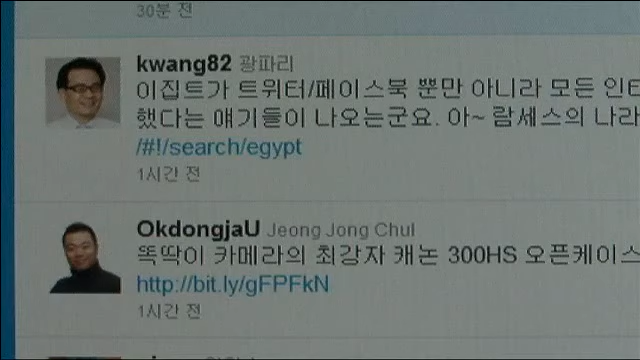 30분 전
kwang82 광파리
이집트가 트위터/페이스북 뿐만 아니라 모든 인터
했다는 얘기들이 나오는군요. 아~ 람세스의 나라
/#!/search/egypt
1시간 전
OkdongjaU Jeong Jong Chul
똑딱이 카메라의 최강자 캐논 300HS 오픈케이스
http://bit.ly/gFPFkN
1시간 전